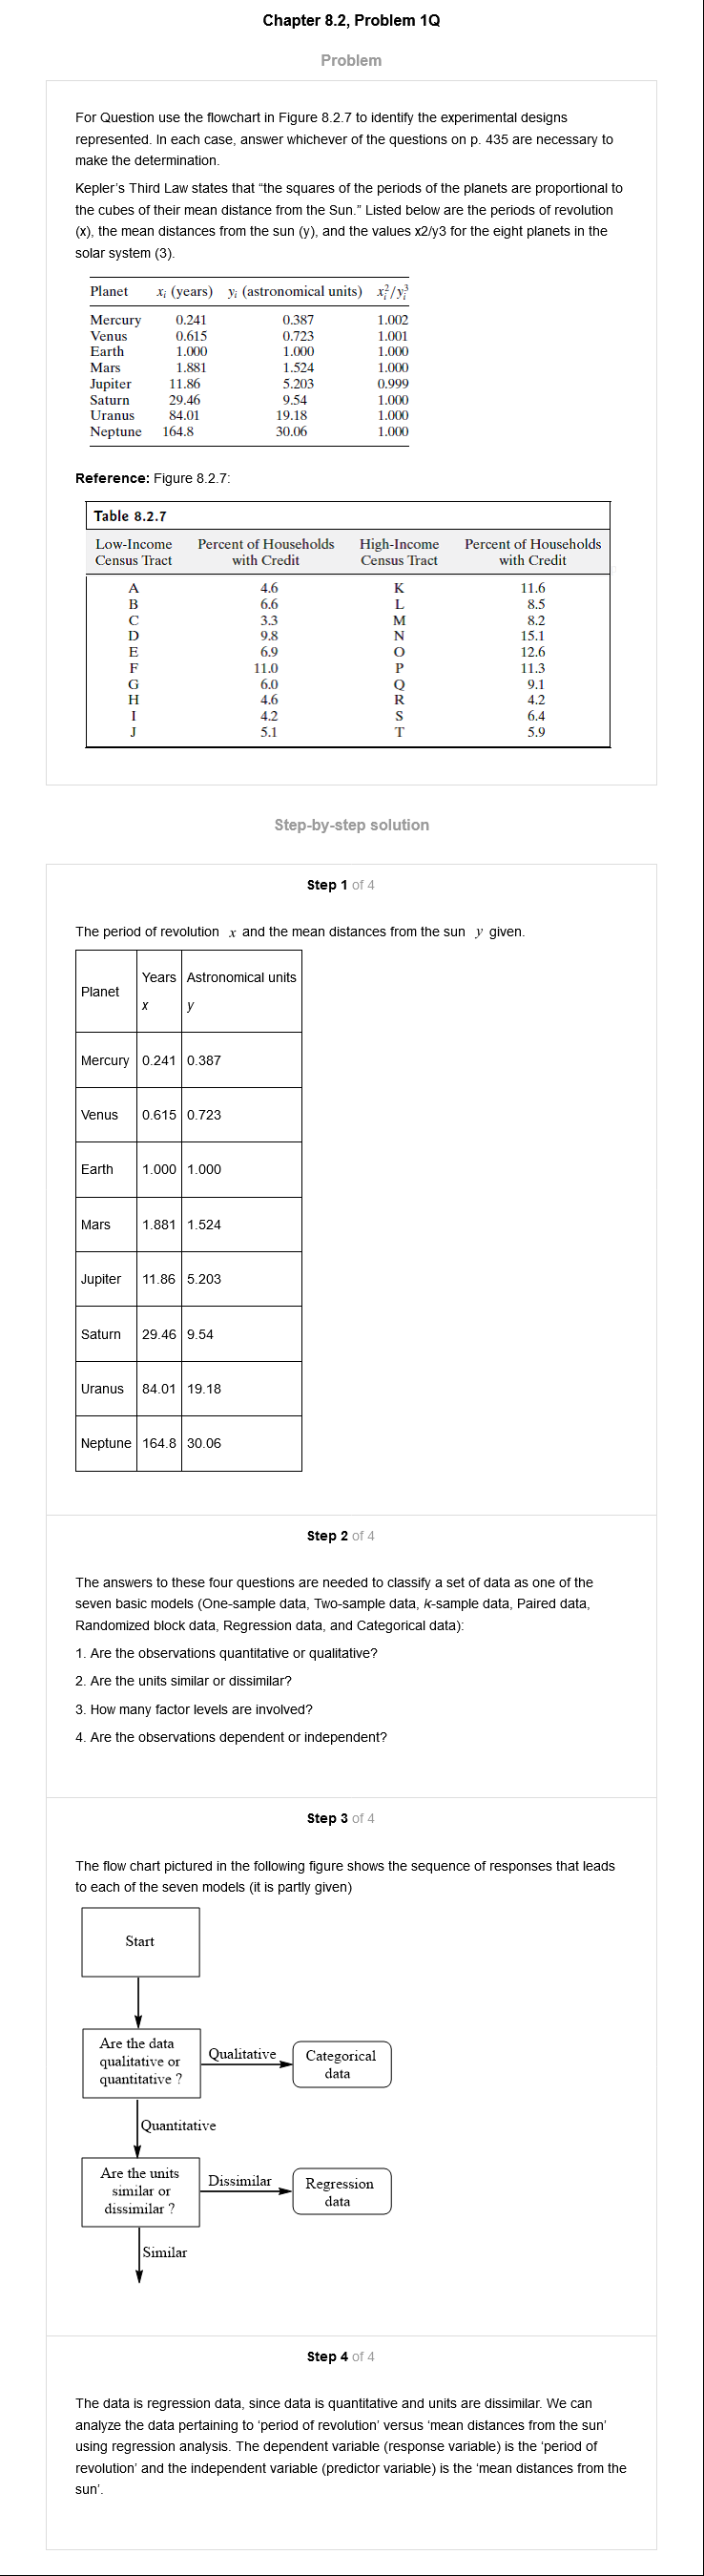 Chapter 8.2, Problem 1Q
Problem
For Question use the flowchart in Figure 8.2.7 to identify the experimental designs
represented. In each case, answer whichever of the questions on p. 435 are necessary to
make the determination.
Kepler's Third Law states that “the squares of the periods of the planets are proportional to
the cubes of their mean distance from the Sun.” Listed below are the periods of revolution
(x), the mean distances from the sun (y), and the values x2/y3 for the eight planets in the
solar system (3).
Planet xᵢ (years) yᵢ (astronomical units) xᵢ²/yᵢ³
Mercury 0.241 0.387 1.002
Venus 0.615 0.723 1.001
Earth 1.000 1.000 1.000
Mars 1.881 1.524 1.000
Jupiter 11.86 5.203 0.999
Saturn 29.46 9.54 1.000
Uranus 84.01 19.18 1.000
Neptune 164.8 30.06 1.000
Reference: Figure 8.2.7:
Table 8.2.7
Low-Income Percent of Households High-Income Percent of Households
Census Tract with Credit Census Tract with Credit
A 4.6 K 11.6
B 6.6 L 8.5
C 3.3 M 8.2
D 9.8 N 15.1
E 6.9 O 12.6
F 11.0 P 11.3
G 6.0 Q 9.1
H 4.6 R 4.2
I 4.2 S 6.4
J 5.1 T 5.9
Step-by-step solution
Step 1 of 4
The period of revolution x and the mean distances from the sun y given.
Planet
Years Astronomical units
x y
Mercury 0.241 0.387
Venus 0.615 0.723
Earth 1.000 1.000
Mars 1.881 1.524
Jupiter 11.86 5.203
Saturn 29.46 9.54
Uranus 84.01 19.18
Neptune 164.8 30.06
Step 2 of 4
The answers to these four questions are needed to classify a set of data as one of the
seven basic models (One-sample data, Two-sample data, k-sample data, Paired data,
Randomized block data, Regression data, and Categorical data):
1. Are the observations quantitative or qualitative?
2. Are the units similar or dissimilar?
3. How many factor levels are involved?
4. Are the observations dependent or independent?
Step 3 of 4
The flow chart pictured in the following figure shows the sequence of responses that leads
to each of the seven models (it is partly given)
Start
Are the data
qualitative or
quantitative ?
Qualitative
Categorical
data
Quantitative
Are the units
similar or
dissimilar ?
Dissimilar
Regression
data
Similar
Step 4 of 4
The data is regression data, since data is quantitative and units are dissimilar. We can
analyze the data pertaining to ‘period of revolution’ versus ‘mean distances from the sun’
using regression analysis. The dependent variable (response variable) is the ‘period of
revolution’ and the independent variable (predictor variable) is the ‘mean distances from the
sun’.